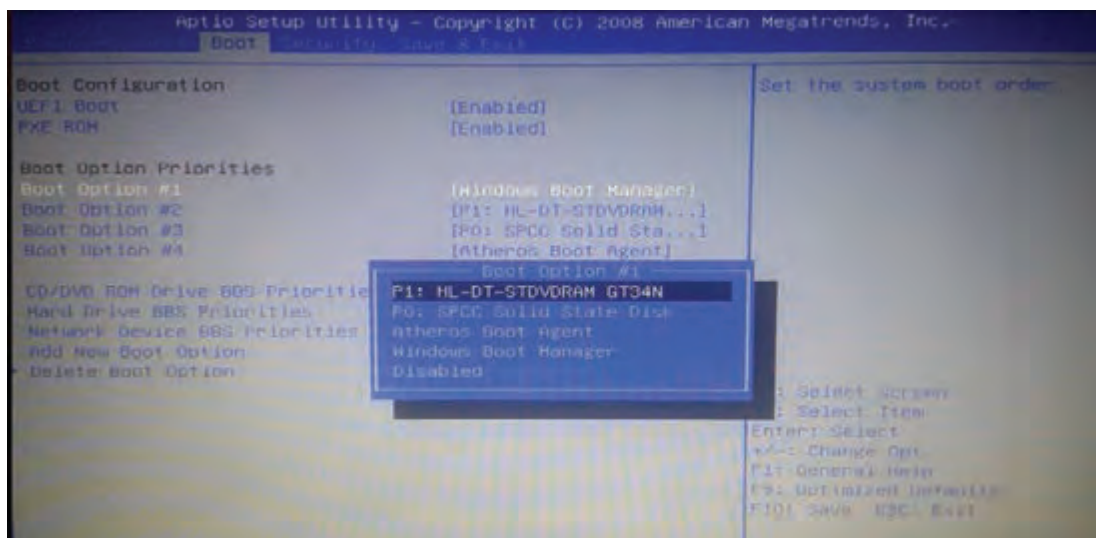 Aptio Setup Utility - Copyright (C) 2008 American Megatrends, Inc.
Boot Security Save & Exit
Boot Configuration
UEFI Boot [Enabled]
PXE ROM [Enabled]
Boot Option Priorities
Boot Option #1 [Windows Boot Manager]
Boot Option #2 [P1: HL-DT-STDVDRAM...]
Boot Option #3 [P0: SPCC Solid Sta...]
Boot Option #4 [Atheros Boot Agent]
CD/DVD ROM Drive BBS Prioritie
Hard Drive BBS Priorities
Network Device BBS Priorities
Add New Boot Option
Delete Boot Option
Boot Option #1
P1: HL-DT-STDVDRAM GT34N
P0: SPCC Solid State Disk
Atheros Boot Agent
Windows Boot Manager
Disabled
Set the system boot order.
: Select Screen
: Select Item
Enter: Select
+/-: Change Opt.
F1: General Help
F9: Optimized Defaults
F10: Save ESC: Exit